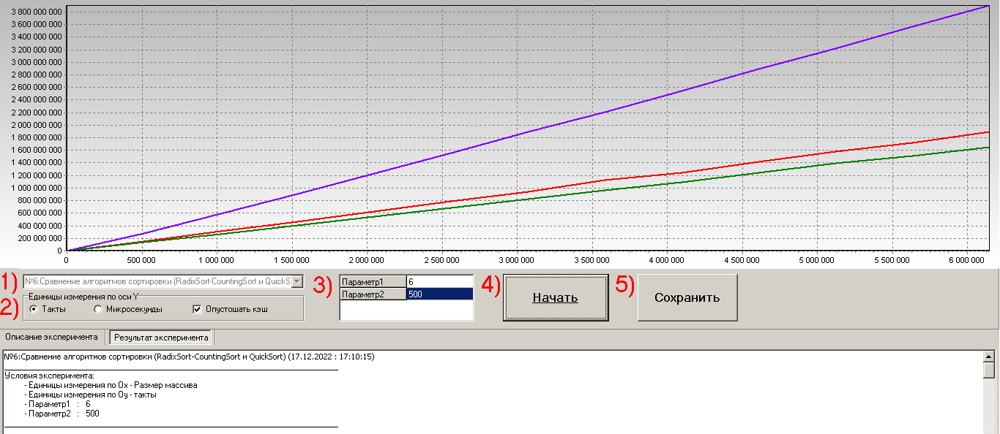 3 800 000 000
3 600 000 000
3 400 000 000
3 200 000 000
3 000 000 000
2 800 000 000
2 600 000 000
2 400 000 000
2 200 000 000
2 000 000 000
1 800 000 000
1 600 000 000
1 400 000 000
1 200 000 000
1 000 000 000
800 000 000
600 000 000
400 000 000
200 000 000
0
0 500 000 1 000 000 1 500 000 2 000 000 2 500 000 3 000 000 3 500 000 4 000 000 4 500 000 5 000 000 5 500 000 6 000 000
1) №6:Сравнение алгоритмов сортировки (RadixSort-CountingSort и QuickS
2) Единицы измерения по оси Y
Такты Микросекунды Опустошать кэш
3) Параметр1 6
Параметр2 500
4) Начать
5) Сохранить
Описание эксперимента Результат эксперимента
№6:Сравнение алгоритмов сортировки (RadixSort-CountingSort и QuickSort) (17.12.2022 : 17:10:15)
Условия эксперимента:
- Единицы измерения по Ox - Размер массива
- Единицы измерения по Oy - такты
- Параметр1 : 6
- Параметр2 : 500